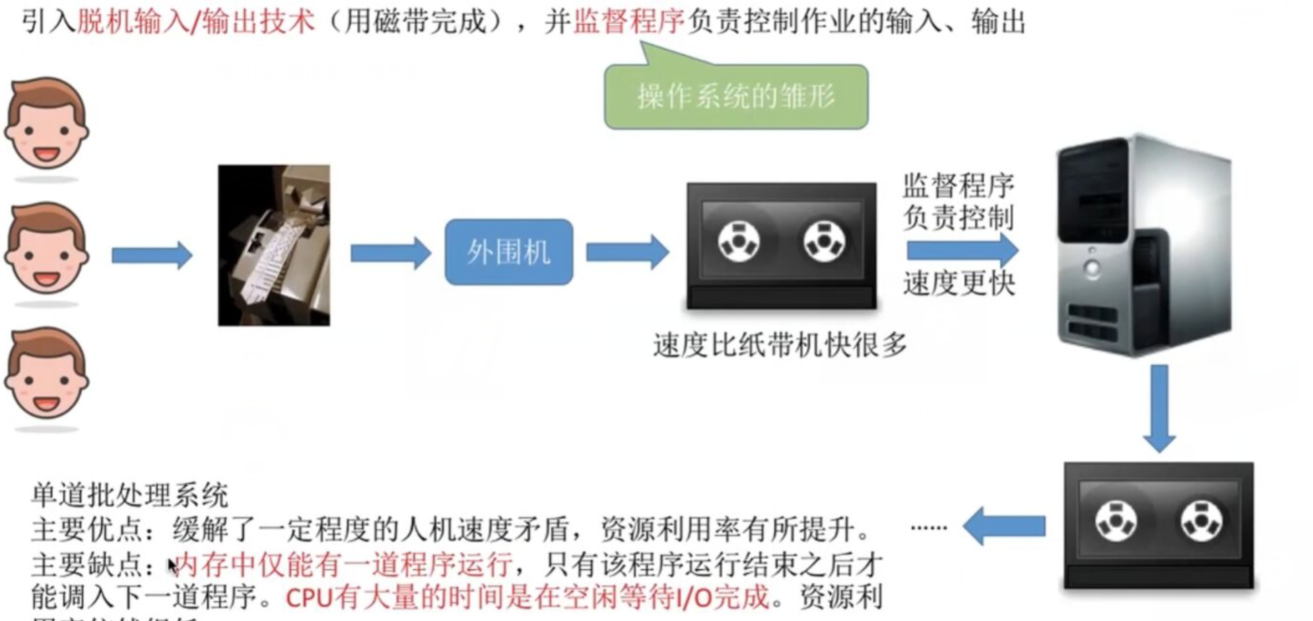 引入脱机输入/输出技术（用磁带完成），并监督程序负责控制作业的输入、输出
操作系统的雏形
外围机
监督程序
负责控制
速度更快
速度比纸带机快很多
单道批处理系统
主要优点：缓解了一定程度的人机速度矛盾，资源利用率有所提升。
主要缺点：内存中仅能有一道程序运行，只有该程序运行结束之后才
能调入下一道程序。CPU有大量的时间是在空闲等待I/O完成。资源利
......